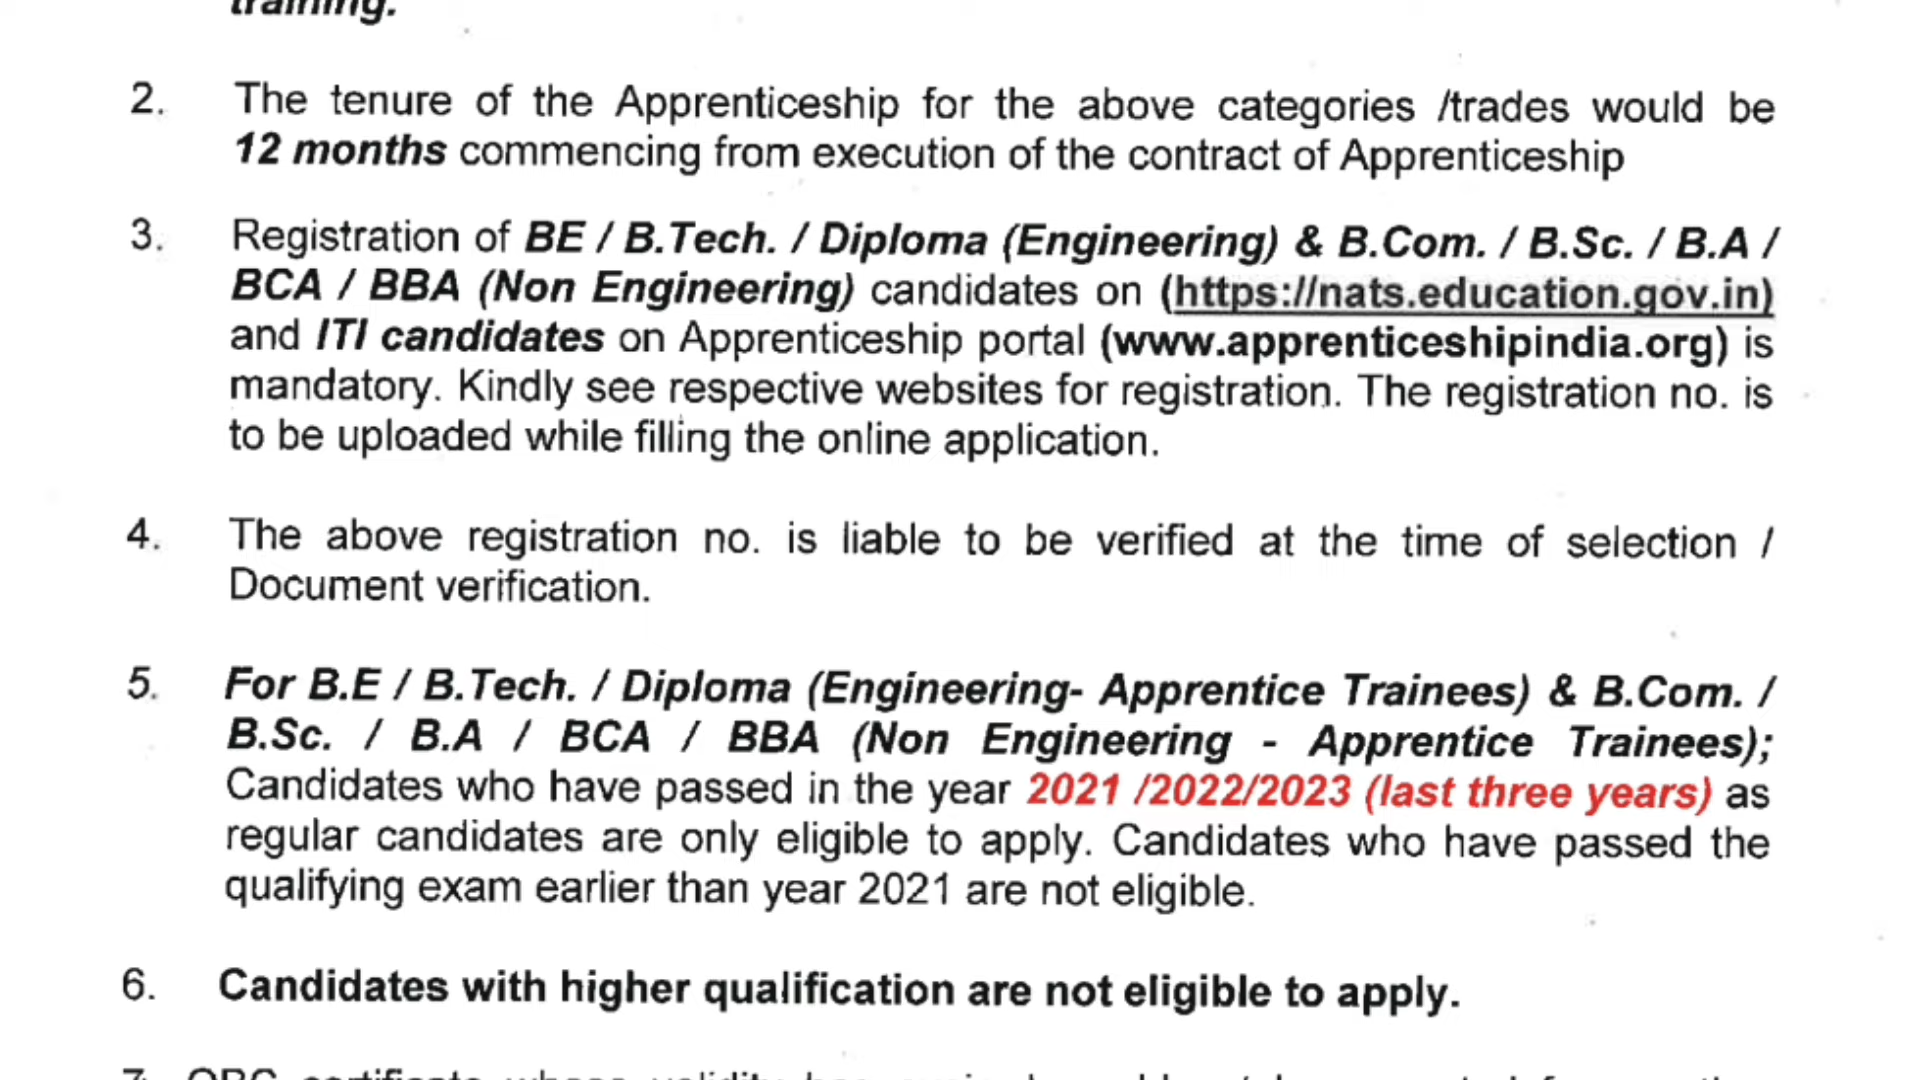 training.
2. The tenure of the Apprenticeship for the above categories /trades would be
12 months commencing from execution of the contract of Apprenticeship
3. Registration of BE / B.Tech. / Diploma (Engineering) & B.Com. / B.Sc. / B.A /
BCA / BBA (Non Engineering) candidates on (https://nats.education.gov.in)
and ITI candidates on Apprenticeship portal (www.apprenticeshipindia.org) is
mandatory. Kindly see respective websites for registration. The registration no. is
to be uploaded while filling the online application.
4. The above registration no. is liable to be verified at the time of selection /
Document verification.
5. For B.E / B.Tech. / Diploma (Engineering- Apprentice Trainees) & B.Com. /
B.Sc. / B.A / BCA / BBA (Non Engineering - Apprentice Trainees);
Candidates who have passed in the year 2021 /2022/2023 (last three years) as
regular candidates are only eligible to apply. Candidates who have passed the
qualifying exam earlier than year 2021 are not eligible.
6. Candidates with higher qualification are not eligible to apply.
7. OBC certificate whose validity has